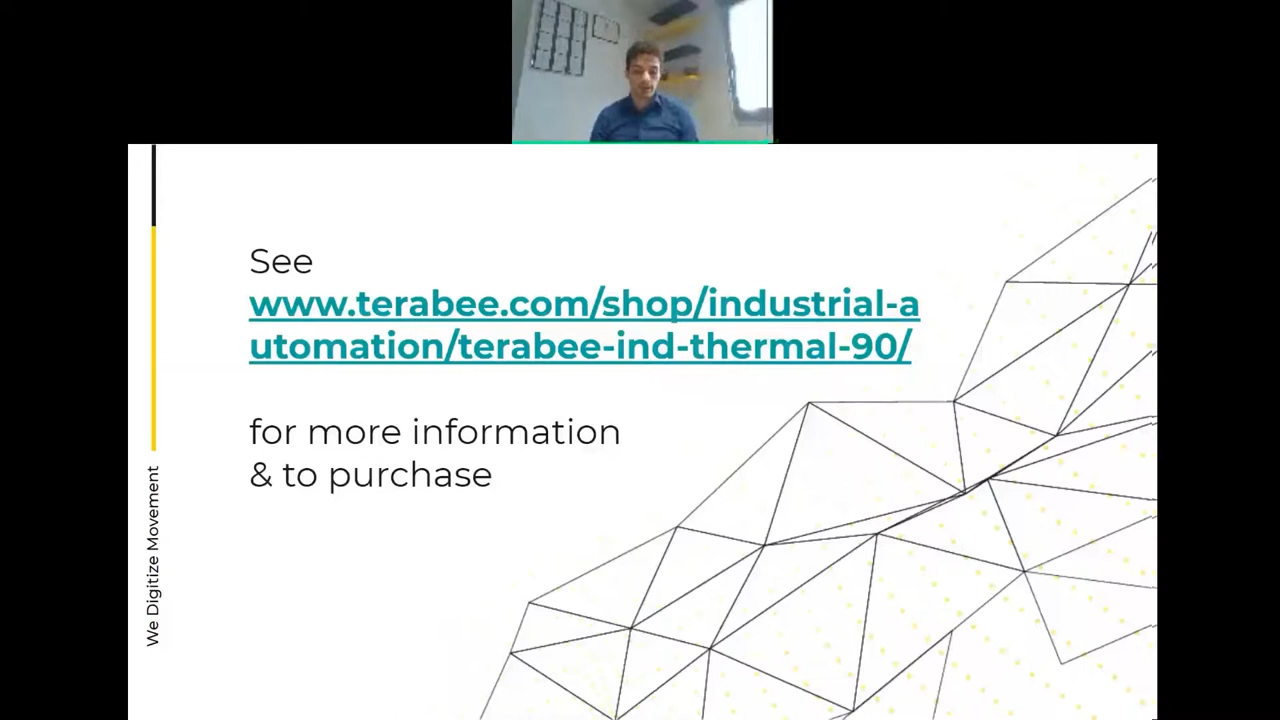 See
www.terabee.com/shop/industrial-a
utomation/terabee-ind-thermal-90/
for more information
& to purchase
We Digitize Movement